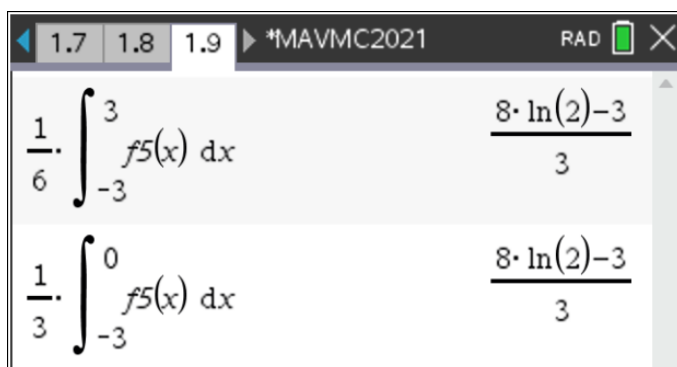 1.7 1.8 1.9 *MAVMC2021 RAD
1/6·∫_{-3}^{3} f5(x) dx (8·ln(2)−3)/3
1/3·∫_{-3}^{0} f5(x) dx (8·ln(2)−3)/3